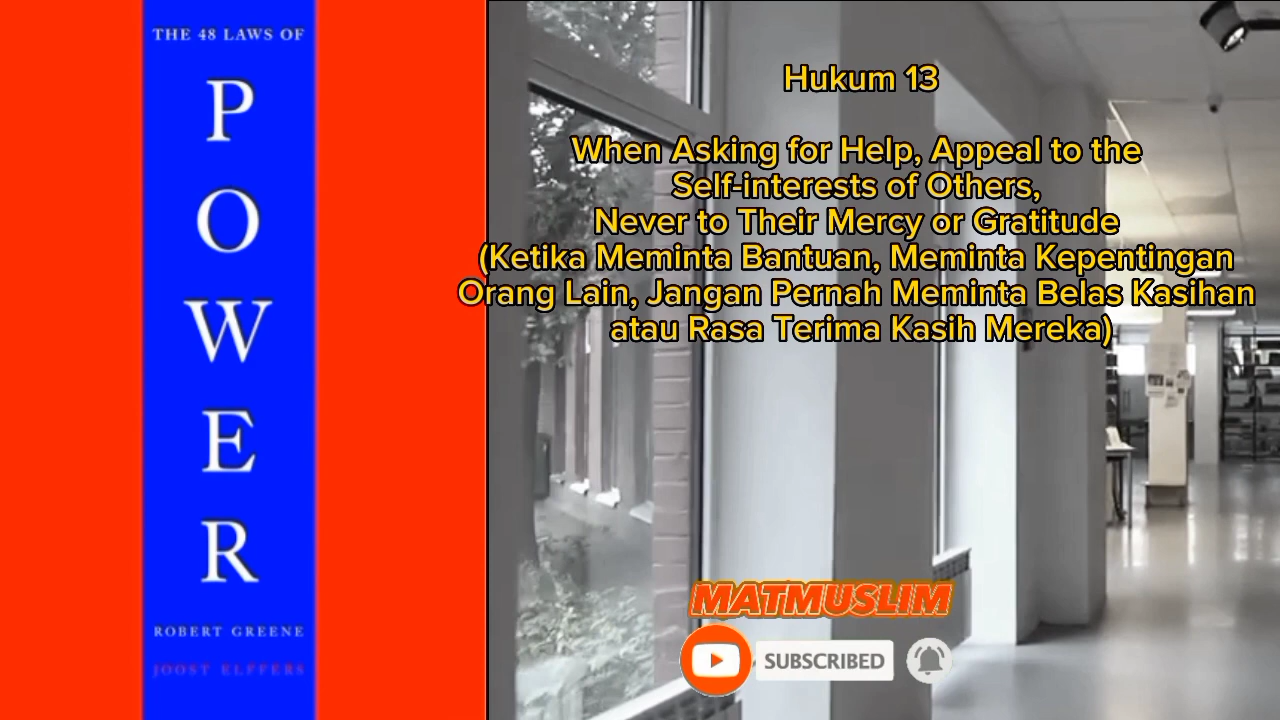 THE 48 LAWS OF
P
O
W
E
R
ROBERT GREENE
JOOST ELFFERS
Hukum 13
When Asking for Help, Appeal to the
Self-interests of Others,
Never to Their Mercy or Gratitude
(Ketika Meminta Bantuan, Meminta Kepentingan
Orang Lain, Jangan Pernah Meminta Belas Kasihan
atau Rasa Terima Kasih Mereka)
MATMUSLIM
SUBSCRIBED